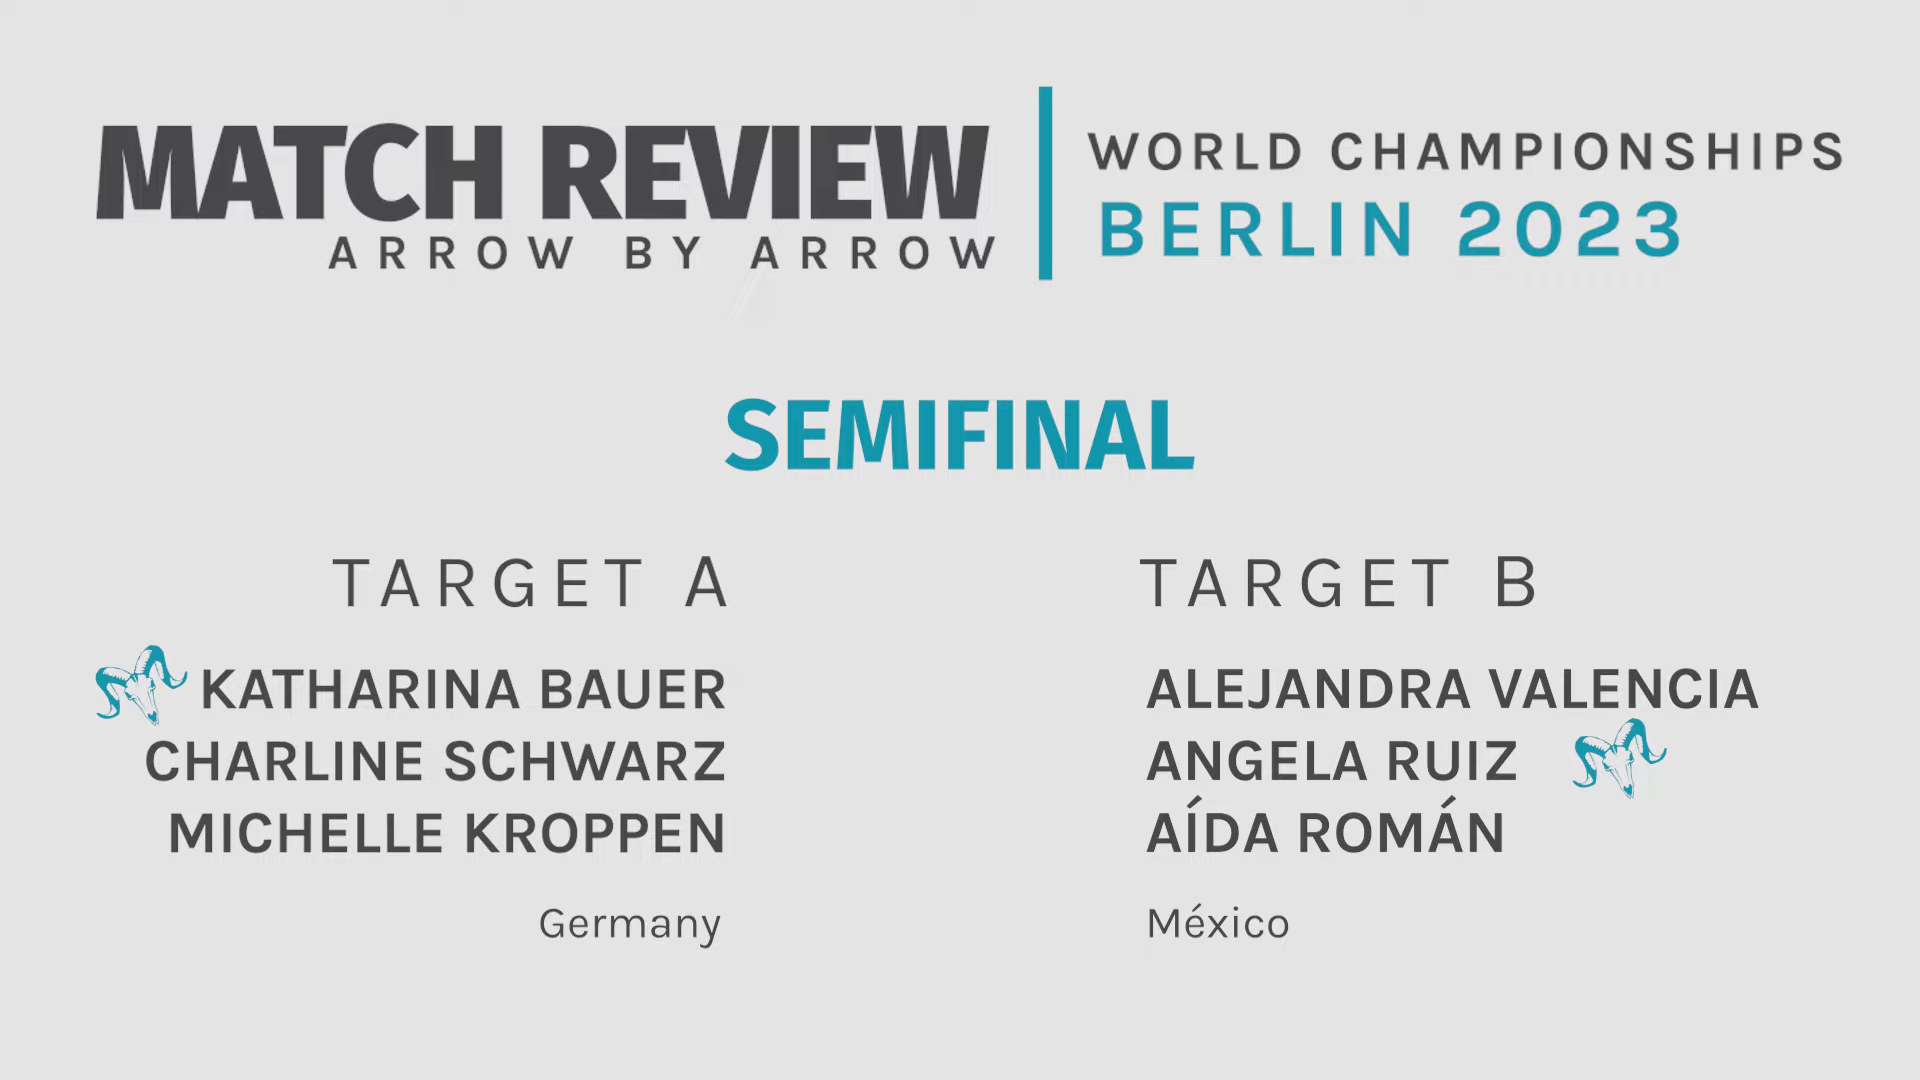 MATCH REVIEW
ARROW BY ARROW
WORLD CHAMPIONSHIPS
BERLIN 2023
SEMIFINAL
TARGET A
KATHARINA BAUER
CHARLINE SCHWARZ
MICHELLE KROPPEN
Germany
TARGET B
ALEJANDRA VALENCIA
ANGELA RUIZ
AÍDA ROMÁN
México